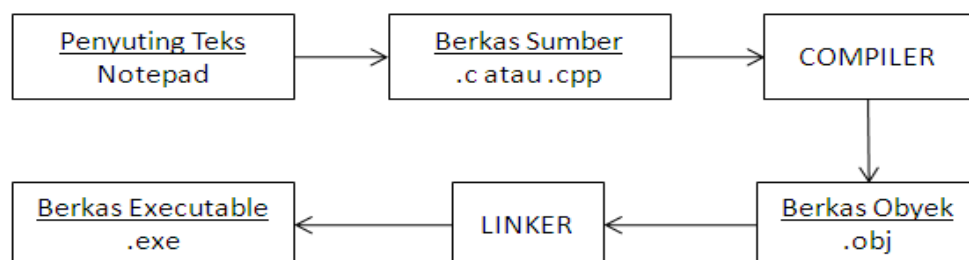 Penyuting Teks
Notepad
Berkas Sumber
.c atau .cpp
COMPILER
Berkas Executable
.exe
LINKER
Berkas Obyek
.obj